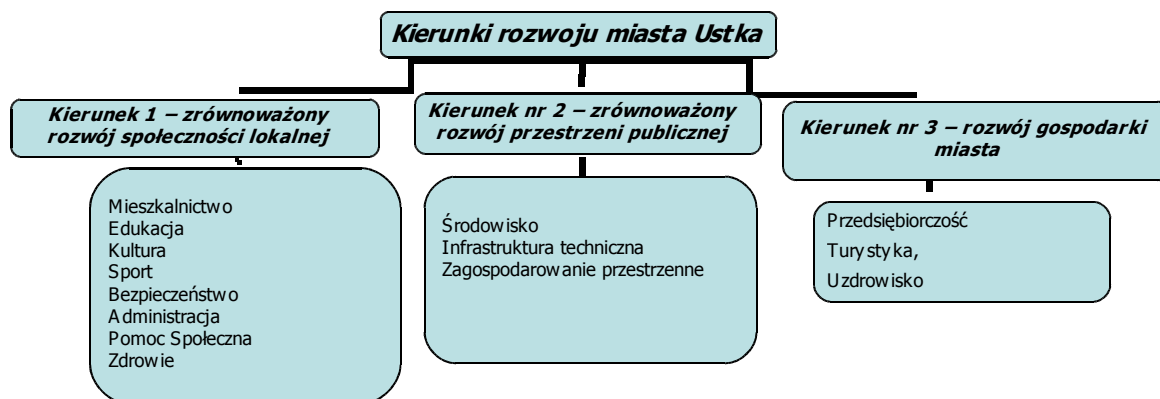 Kierunki rozwoju miasta Ustka
Kierunek 1 – zrównoważony
rozwój społeczności lokalnej
Kierunek nr 2 – zrównoważony
rozwój przestrzeni publicznej
Kierunek nr 3 – rozwój gospodarki
miasta
Mieszkalnictwo
Edukacja
Kultura
Sport
Bezpieczeństwo
Administracja
Pomoc Społeczna
Zdrowie
Środowisko
Infrastruktura techniczna
Zagospodarowanie przestrzenne
Przedsiębiorczość
Turystyka,
Uzdrowisko